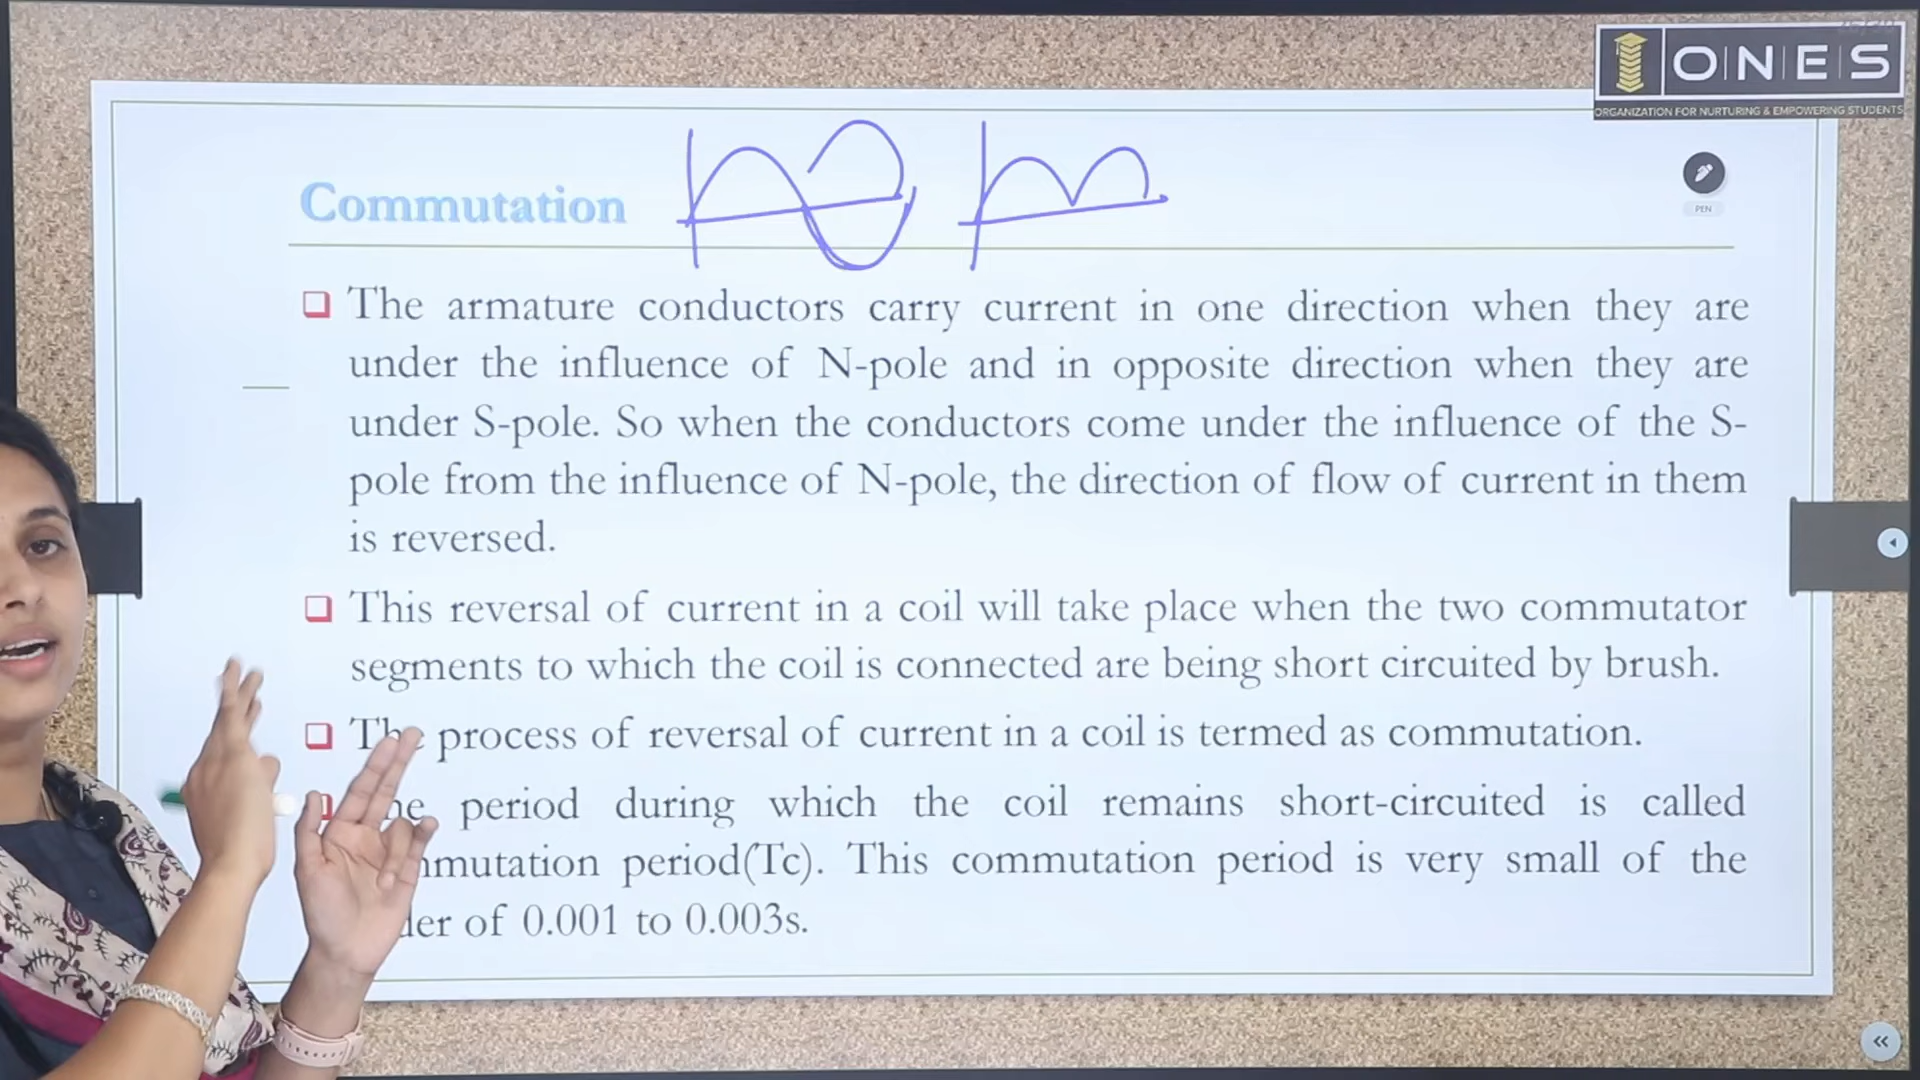 ONES
ORGANIZATION FOR NURTURING & EMPOWERING STUDENTS
PEN
Commutation
The armature conductors carry current in one direction when they are
under the influence of N-pole and in opposite direction when they are
under S-pole. So when the conductors come under the influence of the S-
pole from the influence of N-pole, the direction of flow of current in them
is reversed.
This reversal of current in a coil will take place when the two commutator
segments to which the coil is connected are being short circuited by brush.
The process of reversal of current in a coil is termed as commutation.
period during which the coil remains short-circuited is called
period(Tc). This commutation period is very small of the
of 0.001 to 0.003s.